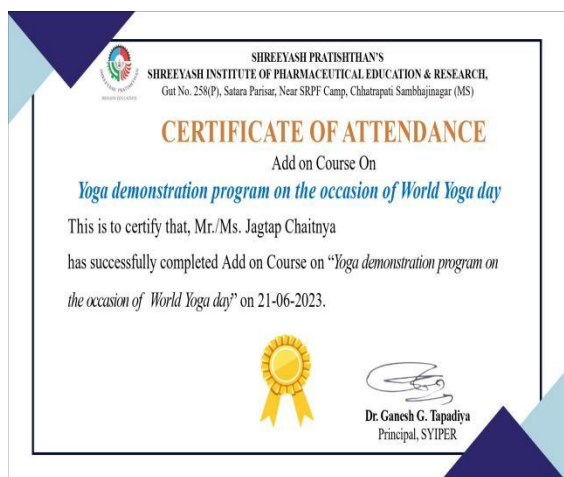 SHREEYASH PRATISHTHAN'S
SHREEYASH INSTITUTE OF PHARMACEUTICAL EDUCATION & RESEARCH,
Gut No. 258(P), Satara Parisar, Near SRPF Camp, Chhatrapati Sambhajinagar (MS)
CERTIFICATE OF ATTENDANCE
Add on Course On
Yoga demonstration program on the occasion of World Yoga day
This is to certify that, Mr./Ms. Jagtap Chaitnya
has successfully completed Add on Course on “Yoga demonstration program on
the occasion of World Yoga day” on 21-06-2023.
Dr. Ganesh G. Tapadiya
Principal, SYIPER